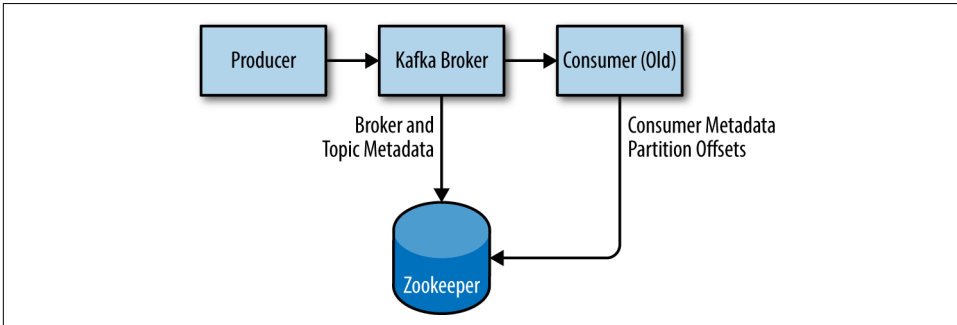 Producer
Kafka Broker
Consumer (Old)
Broker and
Topic Metadata
Consumer Metadata
Partition Offsets
Zookeeper